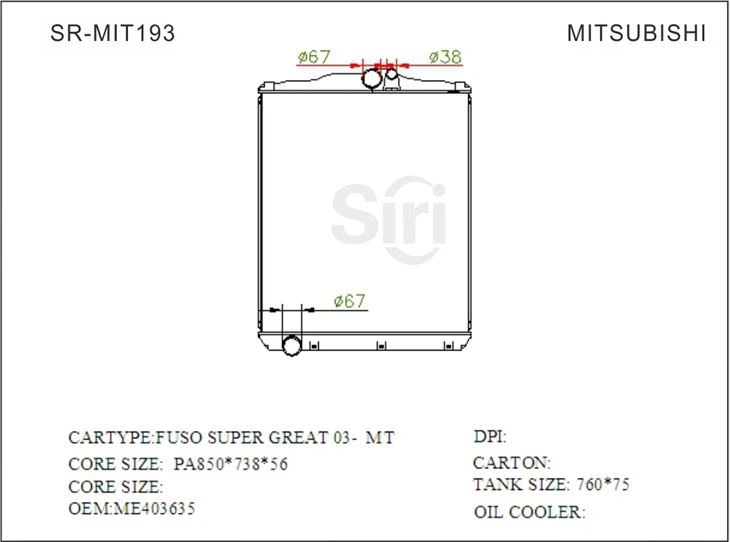 SR-MIT193
MITSUBISHI
ø67
ø38
Siri
ø67
CARTYPE:FUSO SUPER GREAT 03- MT
CORE SIZE: PA850*738*56
CORE SIZE:
OEM:ME403635
DPI:
CARTON:
TANK SIZE: 760*75
OIL COOLER: